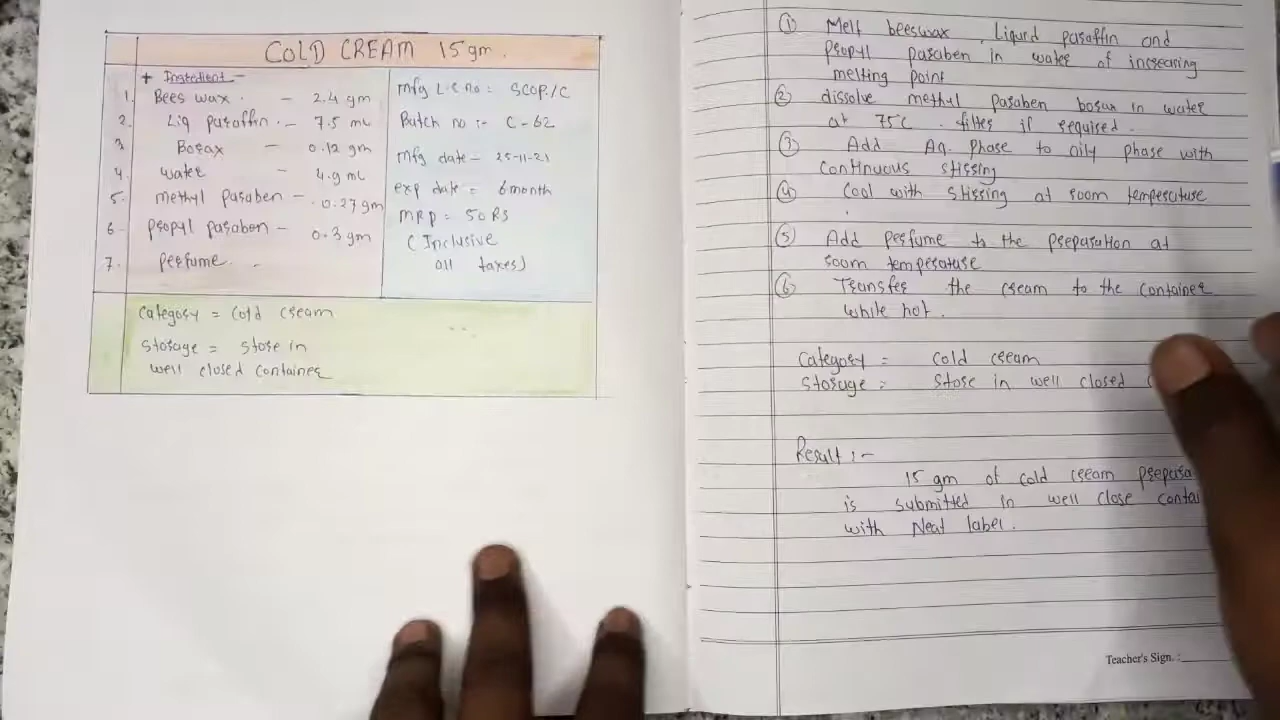 COLD CREAM 15 gm.
+ Ingredient -
1. Bees wax. - 2.4 gm
2. Liq paraffin. - 7.5 mL
3. Borax - 0.12 gm
4. water - 4.9 mL
5. methyl paraben - 0.27 gm
6. propyl paraben - 0.3 gm
7. perfume.
mfg L.C no = SCOP/C
Batch no :- C-62
mfg date - 25-11-21
exp date = 6 month
MRP = 50 RS
(Inclusive
all taxes)
Category = cold cream
Storage = store in
well closed container
① Melt beeswax, Liquid paraffin and
propyl paraben in water of increasing
melting point
② dissolve methyl paraben borax in water
at 75C. filter if required.
③ Add Aq. Phase to oily phase with
continuous stirring
④ Cool with stirring at room temperature
⑤ Add perfume to the preparation at
room temperature
⑥ Transfer the cream to the container
while hot.
Category = cold cream
Storage = store in well closed
Result :-
15 gm of cold cream prepara
is submitted in well close contai
with Neat label.
Teacher's Sign. :